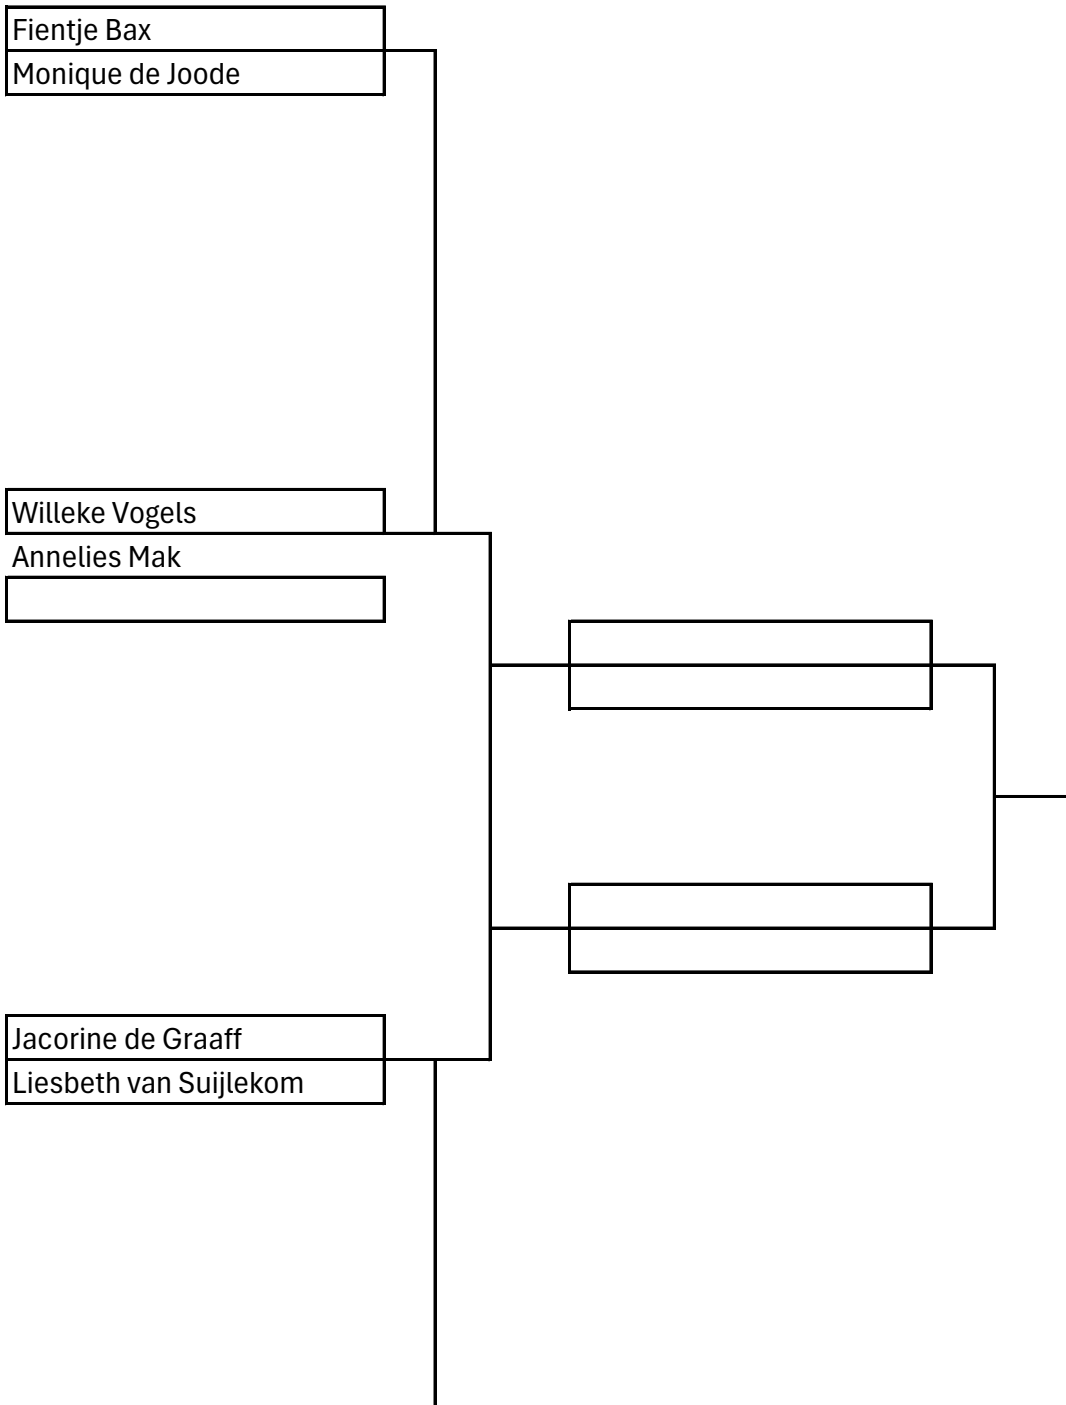 Fientje Bax
Monique de Joode
Willeke Vogels
Annelies Mak
Jacorine de Graaff
Liesbeth van Suijlekom